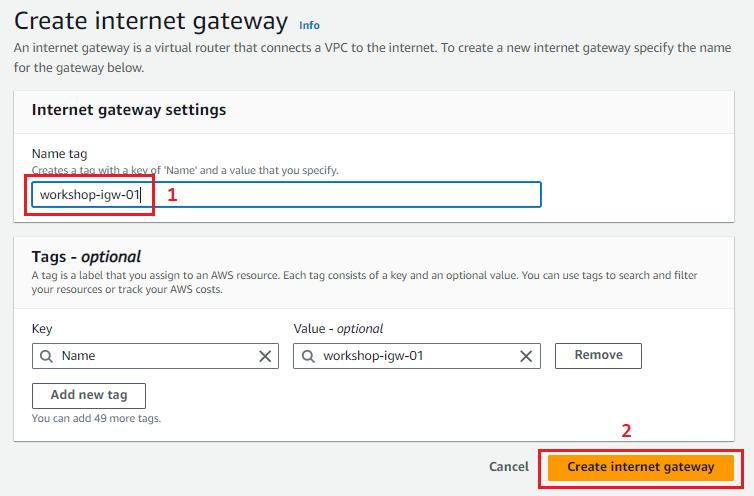 Create internet gateway Info
An internet gateway is a virtual router that connects a VPC to the internet. To create a new internet gateway specify the name
for the gateway below.
Internet gateway settings
Name tag
Creates a tag with a key of 'Name' and a value that you specify.
workshop-igw-01
1
Tags - optional
A tag is a label that you assign to an AWS resource. Each tag consists of a key and an optional value. You can use tags to search and filter
your resources or track your AWS costs.
Key Value - optional
Name workshop-igw-01 Remove
Add new tag
You can add 49 more tags.
2
Cancel Create internet gateway